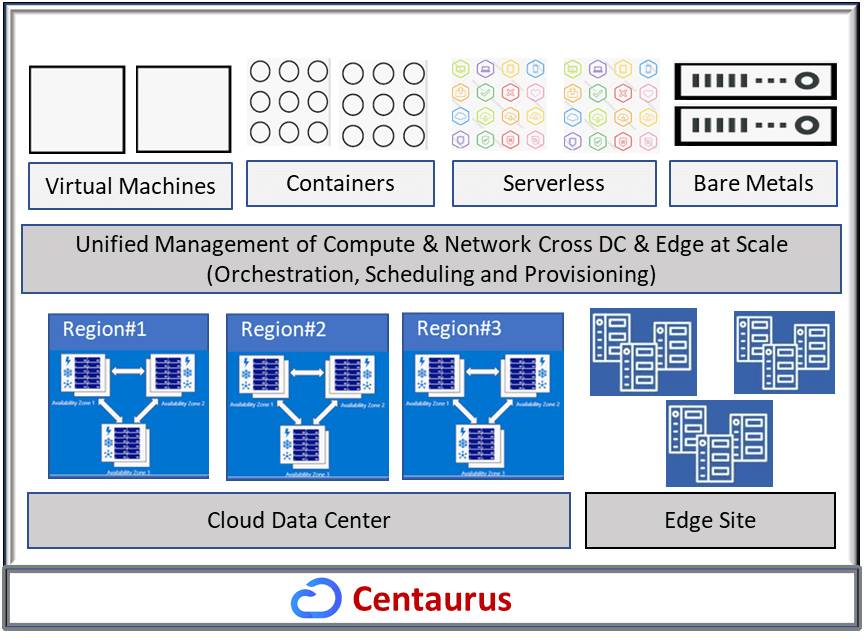 Virtual Machines
Containers
Serverless
Bare Metals
Unified Management of Compute & Network Cross DC & Edge at Scale
(Orchestration, Scheduling and Provisioning)
Region#1
Region#2
Region#3
Availability Zone 1
Availability Zone 2
Availability Zone 3
Availability Zone 1
Availability Zone 2
Availability Zone 3
Availability Zone 1
Availability Zone 2
Availability Zone 3
Cloud Data Center
Edge Site
Centaurus